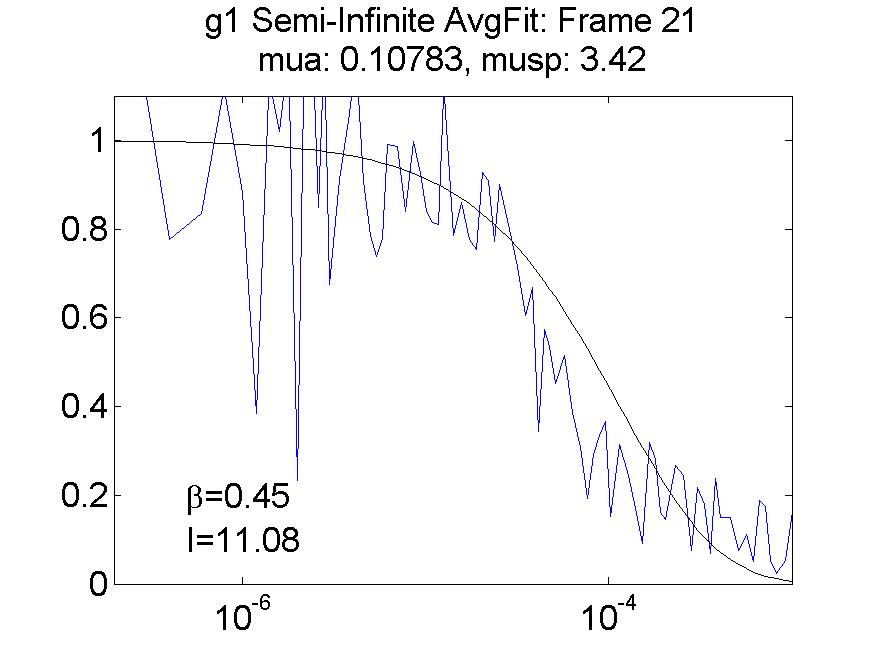 g1 Semi-Infinite AvgFit: Frame 21
mua: 0.10783, musp: 3.42
1
0.8
0.6
0.4
0.2
0
β=0.45
I=11.08
10^-6
10^-4